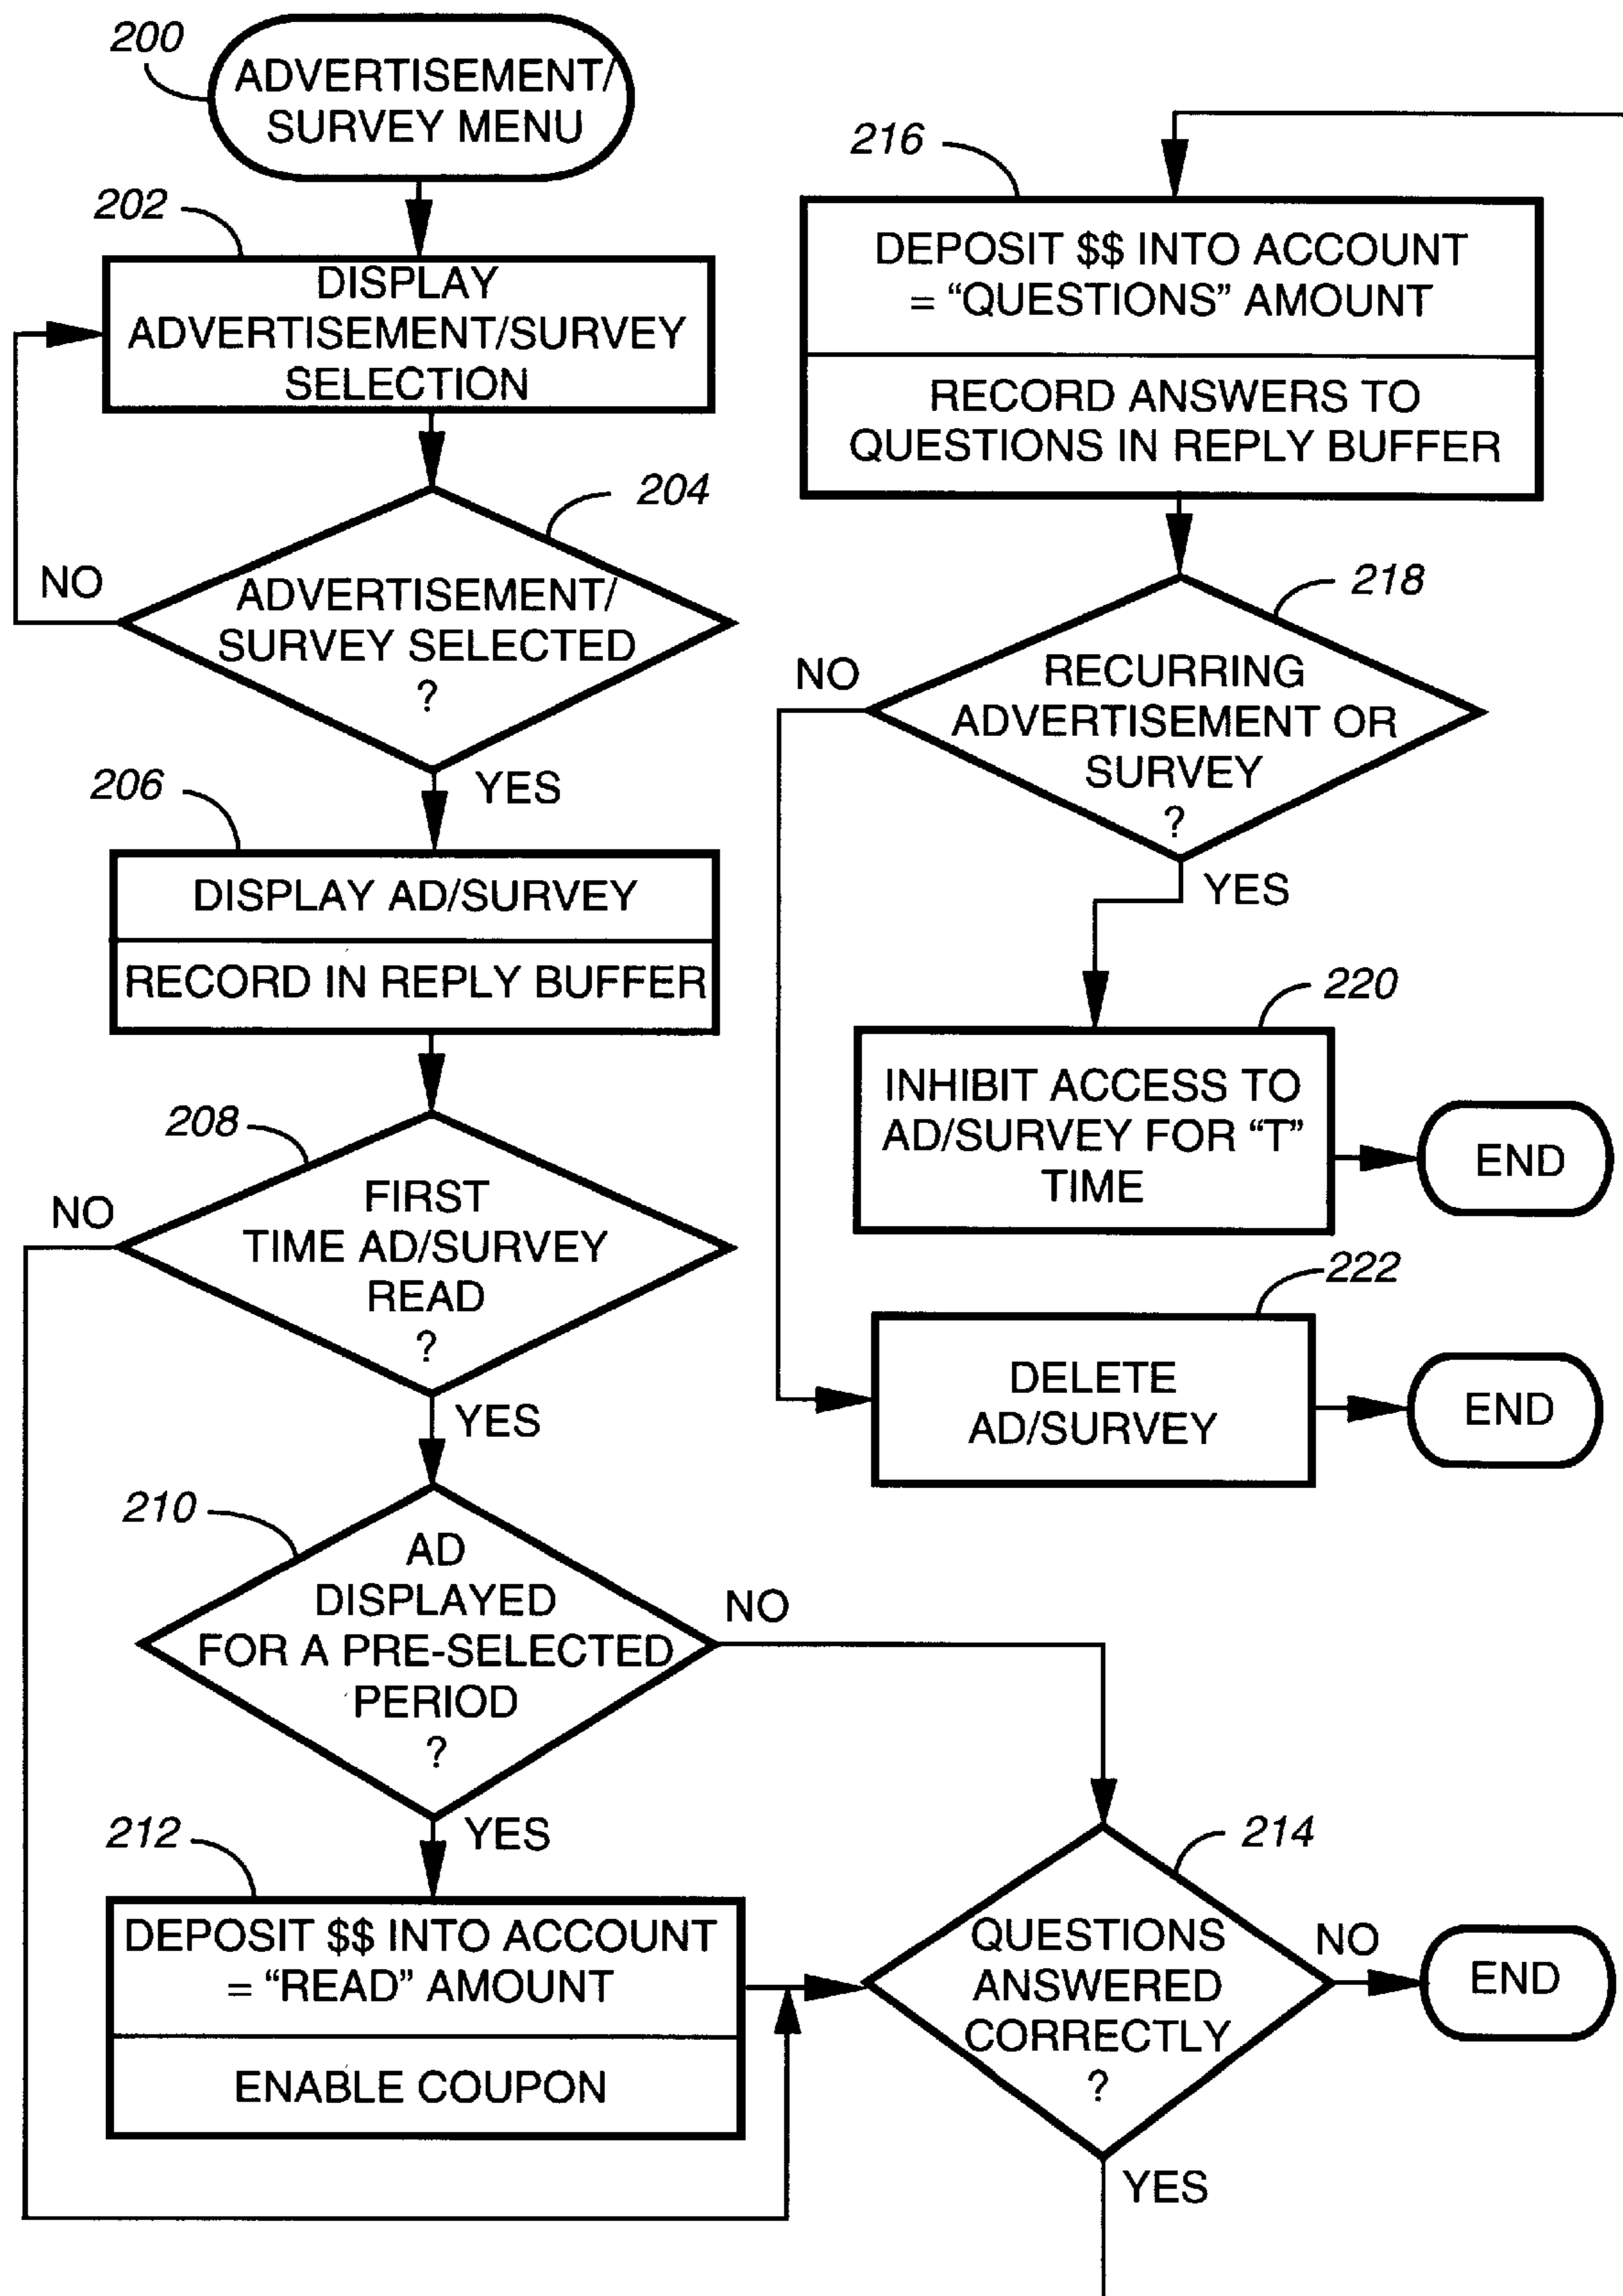 200
ADVERTISEMENT/
SURVEY MENU
202
DISPLAY
ADVERTISEMENT/SURVEY
SELECTION
204
NO
ADVERTISEMENT/
SURVEY SELECTED
?
YES
206
DISPLAY AD/SURVEY
RECORD IN REPLY BUFFER
208
NO
FIRST
TIME AD/SURVEY
READ
?
YES
210
AD
DISPLAYED
FOR A PRE-SELECTED
PERIOD
?
NO
YES
212
DEPOSIT $$ INTO ACCOUNT
= “READ” AMOUNT
ENABLE COUPON
214
QUESTIONS
ANSWERED
CORRECTLY
?
NO
END
YES
216
DEPOSIT $$ INTO ACCOUNT
= “QUESTIONS” AMOUNT
RECORD ANSWERS TO
QUESTIONS IN REPLY BUFFER
218
NO
RECURRING
ADVERTISEMENT OR
SURVEY
?
YES
220
INHIBIT ACCESS TO
AD/SURVEY FOR “T”
TIME
END
222
DELETE
AD/SURVEY
END